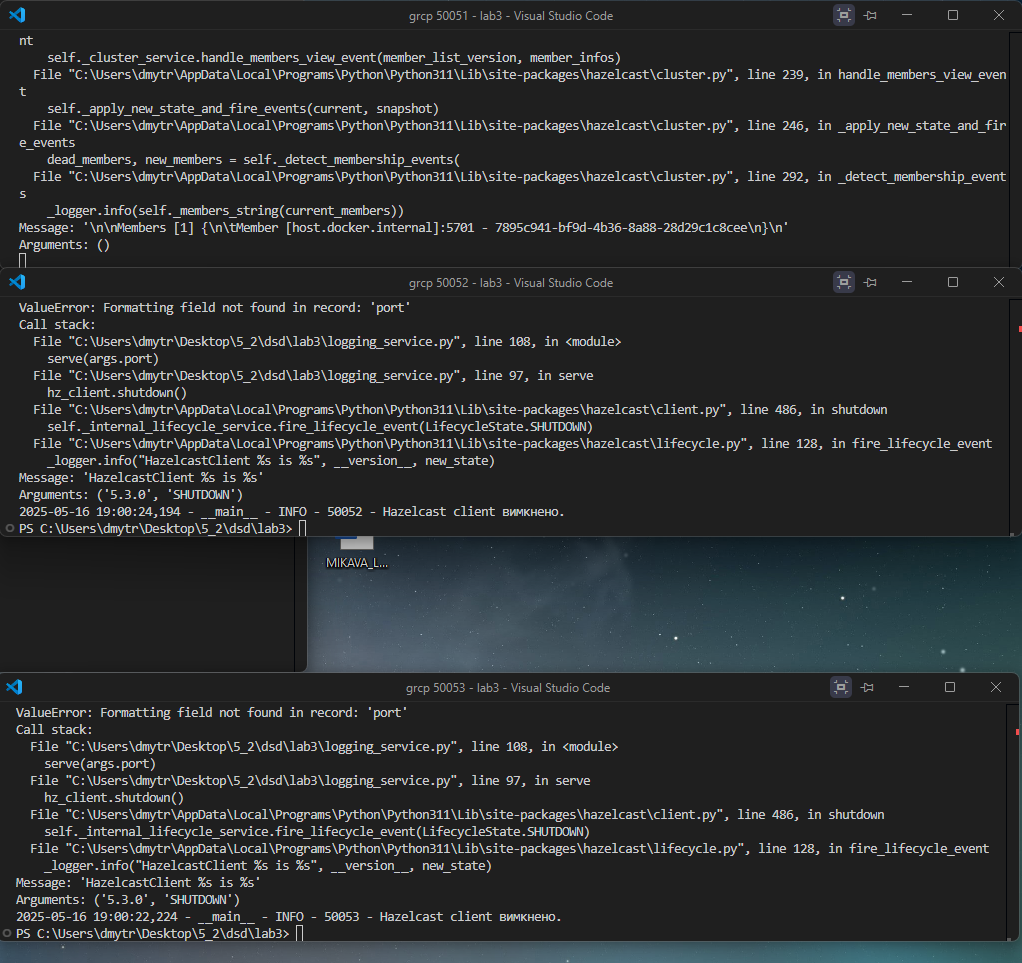 grcp 50051 - lab3 - Visual Studio Code
nt
self._cluster_service.handle_members_view_event(member_list_version, member_infos)
File "C:\Users\dmytr\AppData\Local\Programs\Python\Python311\Lib\site-packages\hazelcast\cluster.py", line 239, in handle_members_view_even
t
self._apply_new_state_and_fire_events(current, snapshot)
File "C:\Users\dmytr\AppData\Local\Programs\Python\Python311\Lib\site-packages\hazelcast\cluster.py", line 246, in _apply_new_state_and_fir
e_events
dead_members, new_members = self._detect_membership_events(
File "C:\Users\dmytr\AppData\Local\Programs\Python\Python311\Lib\site-packages\hazelcast\cluster.py", line 292, in _detect_membership_event
s
_logger.info(self._members_string(current_members))
Message: '\n\nMembers [1] {\n\tMember [host.docker.internal]:5701 - 7895c941-bf9d-4b36-8a88-28d29c1c8cee\n}\n'
Arguments: ()
grcp 50052 - lab3 - Visual Studio Code
ValueError: Formatting field not found in record: 'port'
Call stack:
File "C:\Users\dmytr\Desktop\5_2\dsd\lab3\logging_service.py", line 108, in <module>
serve(args.port)
File "C:\Users\dmytr\Desktop\5_2\dsd\lab3\logging_service.py", line 97, in serve
hz_client.shutdown()
File "C:\Users\dmytr\AppData\Local\Programs\Python\Python311\Lib\site-packages\hazelcast\client.py", line 486, in shutdown
self._internal_lifecycle_service.fire_lifecycle_event(LifecycleState.SHUTDOWN)
File "C:\Users\dmytr\AppData\Local\Programs\Python\Python311\Lib\site-packages\hazelcast\lifecycle.py", line 128, in fire_lifecycle_event
_logger.info("HazelcastClient %s is %s", __version__, new_state)
Message: 'HazelcastClient %s is %s'
Arguments: ('5.3.0', 'SHUTDOWN')
2025-05-16 19:00:24,194 - __main__ - INFO - 50052 - Hazelcast client вимкнено.
PS C:\Users\dmytr\Desktop\5_2\dsd\lab3>
MIKAVA_L...
grcp 50053 - lab3 - Visual Studio Code
ValueError: Formatting field not found in record: 'port'
Call stack:
File "C:\Users\dmytr\Desktop\5_2\dsd\lab3\logging_service.py", line 108, in <module>
serve(args.port)
File "C:\Users\dmytr\Desktop\5_2\dsd\lab3\logging_service.py", line 97, in serve
hz_client.shutdown()
File "C:\Users\dmytr\AppData\Local\Programs\Python\Python311\Lib\site-packages\hazelcast\client.py", line 486, in shutdown
self._internal_lifecycle_service.fire_lifecycle_event(LifecycleState.SHUTDOWN)
File "C:\Users\dmytr\AppData\Local\Programs\Python\Python311\Lib\site-packages\hazelcast\lifecycle.py", line 128, in fire_lifecycle_event
_logger.info("HazelcastClient %s is %s", __version__, new_state)
Message: 'HazelcastClient %s is %s'
Arguments: ('5.3.0', 'SHUTDOWN')
2025-05-16 19:00:22,224 - __main__ - INFO - 50053 - Hazelcast client вимкнено.
PS C:\Users\dmytr\Desktop\5_2\dsd\lab3>